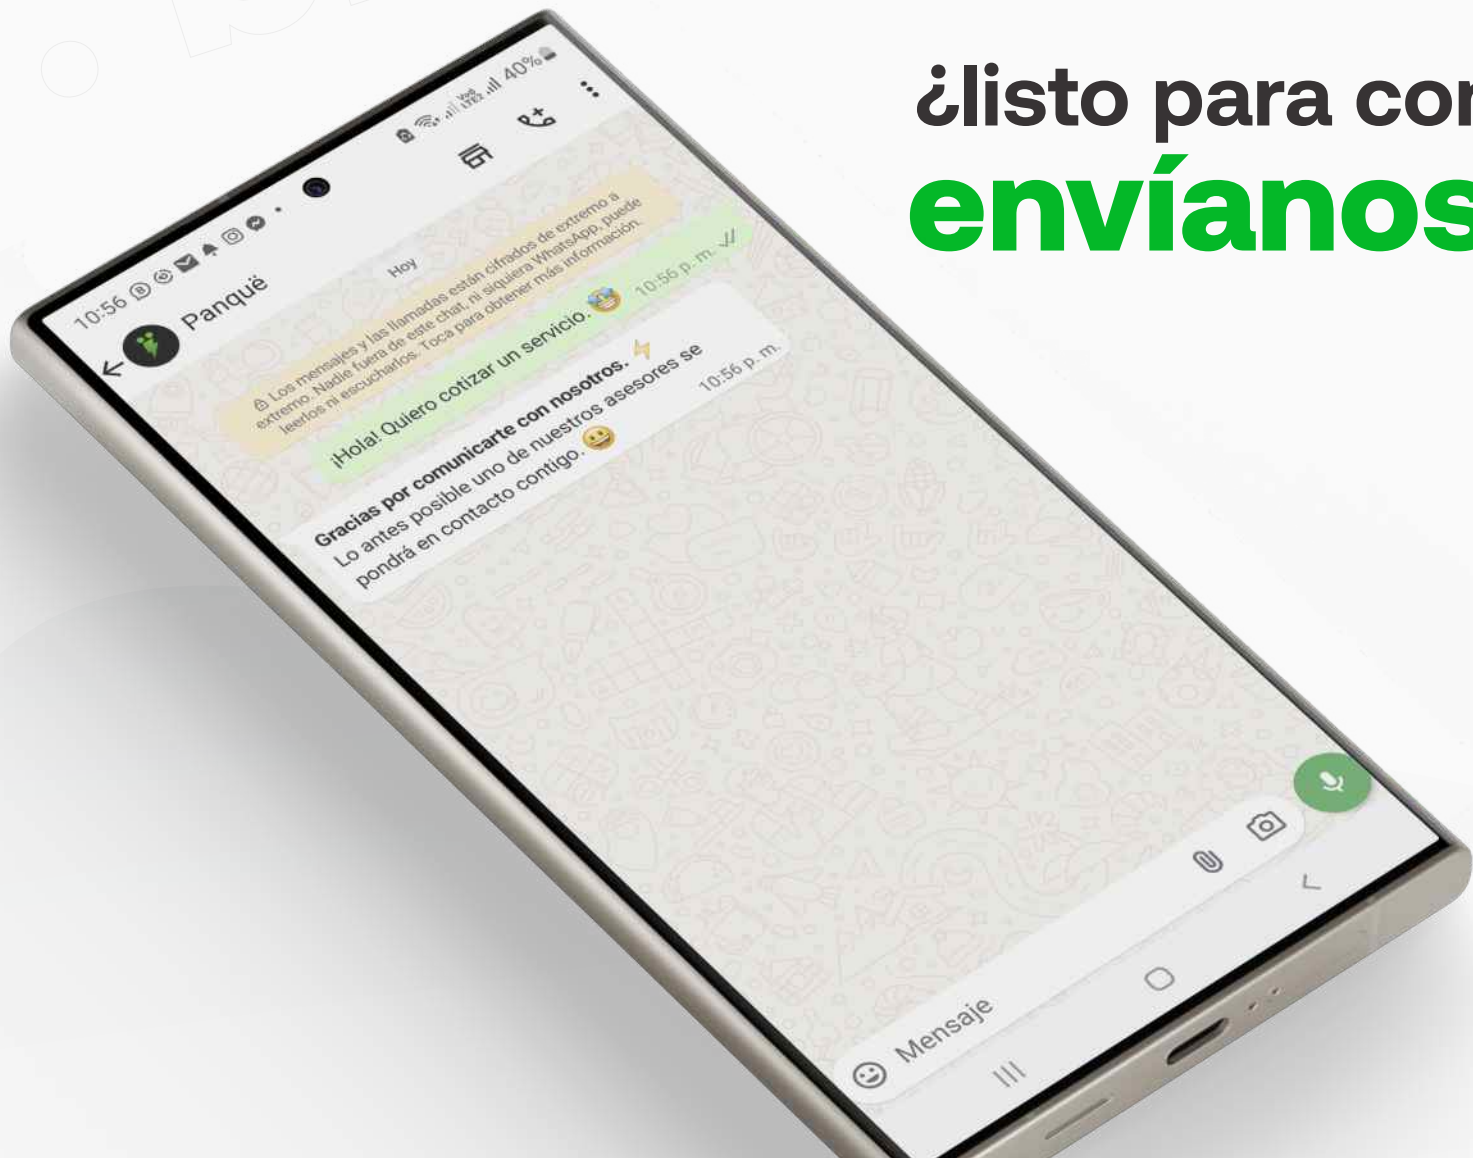 ¿listo para
envíanos
10:56
40%
Panquë
Hoy
Los mensajes y las llamadas están cifrados de extremo a
extremo. Nadie fuera de este chat, ni siquiera WhatsApp, puede
leerlos ni escucharlos. Toca para obtener más información.
¡Hola! Quiero cotizar un servicio. 🤩 10:56 p. m.
Gracias por comunicarte con nosotros. ⚡
Lo antes posible uno de nuestros asesores se
pondrá en contacto contigo. 😃 10:56 p. m.
Mensaje